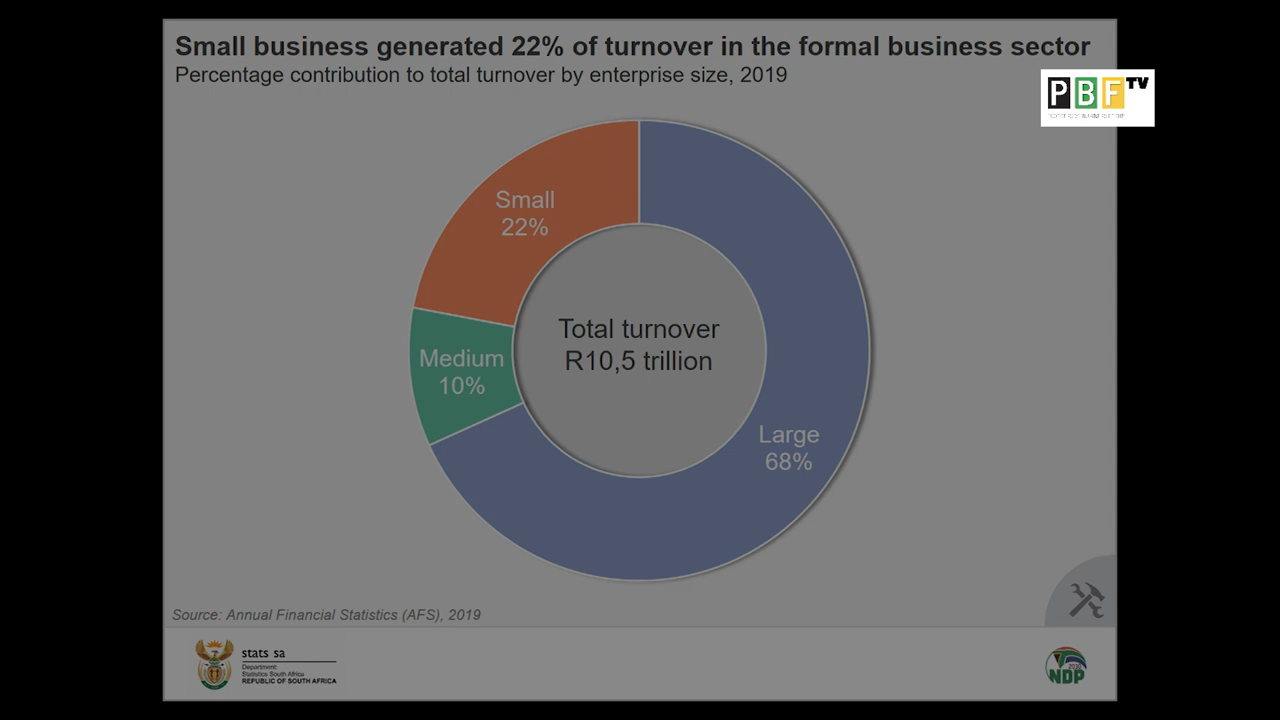 Small business generated 22% of turnover in the formal business sector
Percentage contribution to total turnover by enterprise size, 2019
PBF TV
Small
22%
Total turnover
R10,5 trillion
Medium
10%
Large
68%
Source: Annual Financial Statistics (AFS), 2019
stats sa
Department:
Statistics South Africa
REPUBLIC OF SOUTH AFRICA
NDP